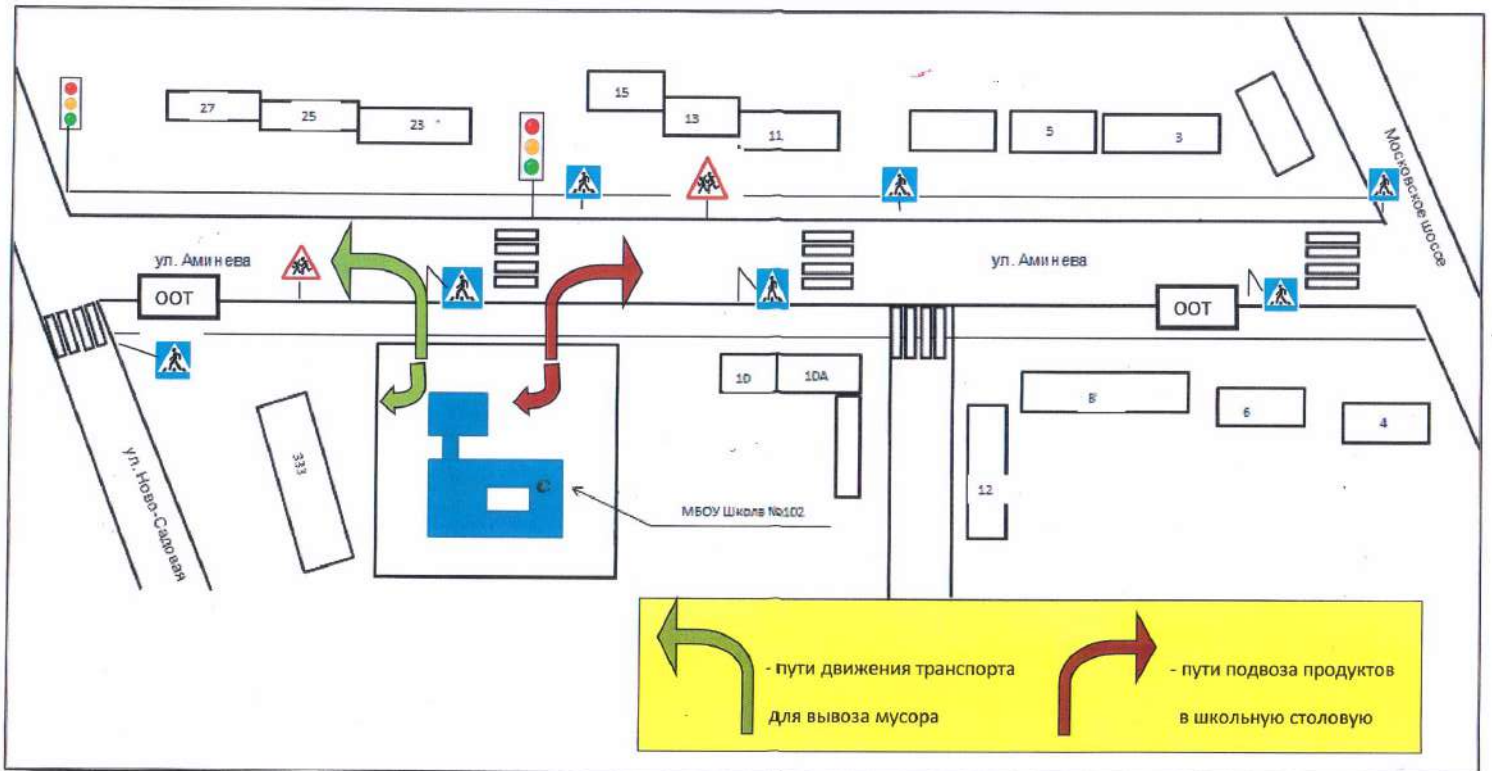 27
25
23
15
13
11
5
3
Московское шоссе
ул. Аминева
ул. Аминева
ООТ
ООТ
10
10А
8
6
4
12
333
ул. Ново-Садовая
МБОУ Школа №102
- пути движения транспорта
для вывоза мусора
- пути подвоза продуктов
в школьную столовую